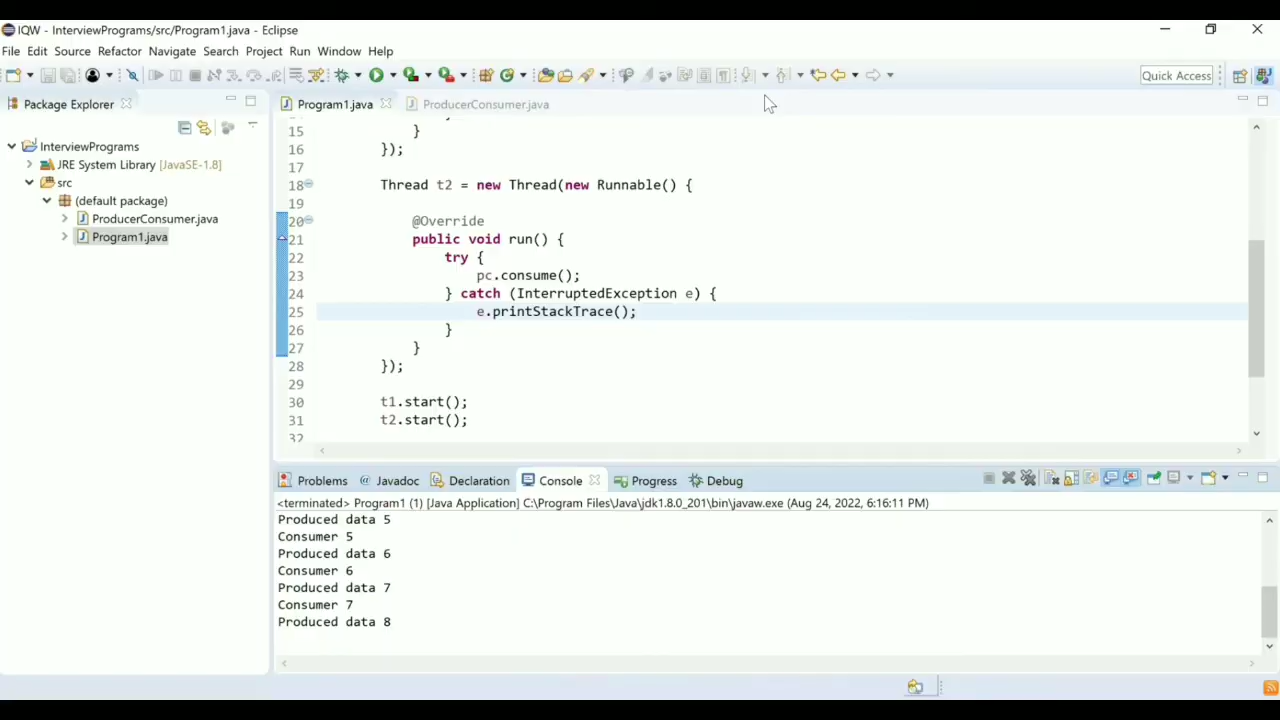 IQW - InterviewPrograms/src/Program1.java - Eclipse
File Edit Source Refactor Navigate Search Project Run Window Help
Quick Access
Package Explorer
InterviewPrograms
JRE System Library [JavaSE-1.8]
src
(default package)
ProducerConsumer.java
Program1.java
Program1.java ProducerConsumer.java
15 }
16 });
17
18 Thread t2 = new Thread(new Runnable() {
19
20 @Override
21 public void run() {
22 try {
23 pc.consume();
24 } catch (InterruptedException e) {
25 e.printStackTrace();
26 }
27 }
28 });
29
30 t1.start();
31 t2.start();
32
Problems @ Javadoc Declaration Console Progress Debug
<terminated> Program1 (1) [Java Application] C:\Program Files\Java\jdk1.8.0_201\bin\javaw.exe (Aug 24, 2022, 6:16:11 PM)
Produced data 5
Consumer 5
Produced data 6
Consumer 6
Produced data 7
Consumer 7
Produced data 8